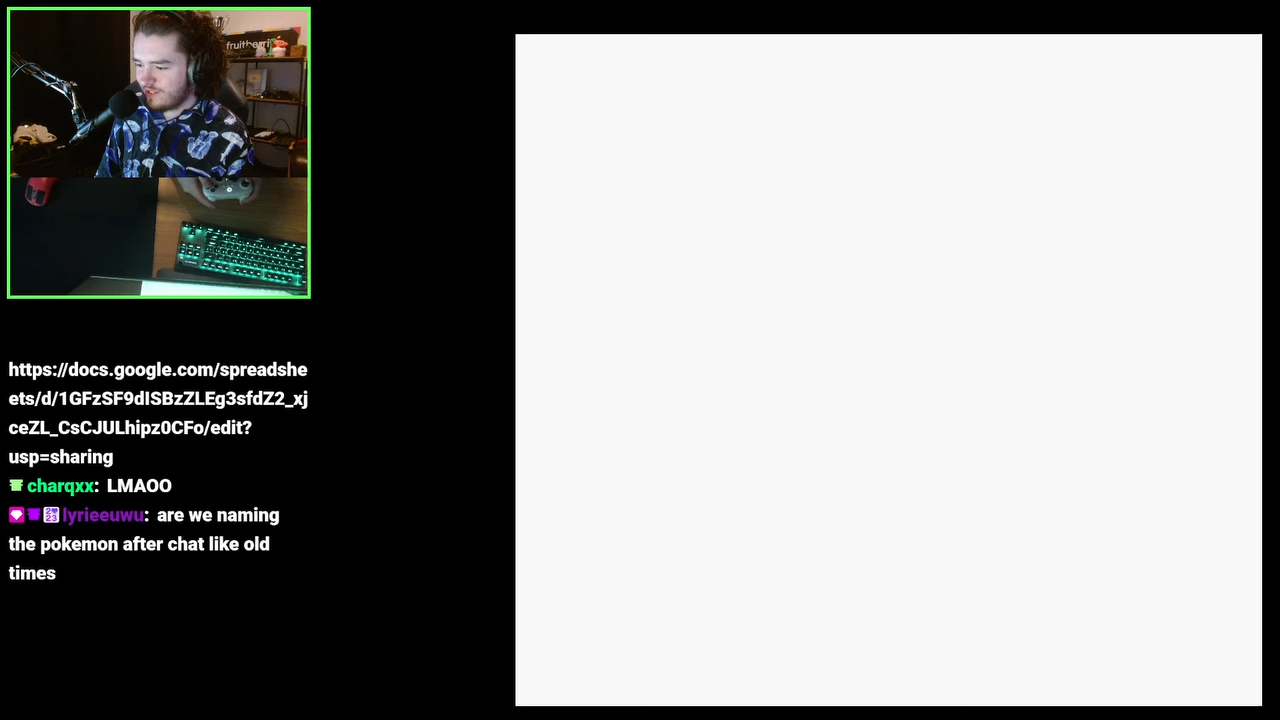 fruitberri
https://docs.google.com/spreadshe
ets/d/1GFzSF9dISBzZLEg3sfdZ2_xj
ceZL_CsCJULhipz0CFo/edit?
usp=sharing
charqxx: LMAOO
lyrieeuwu: are we naming
the pokemon after chat like old
times